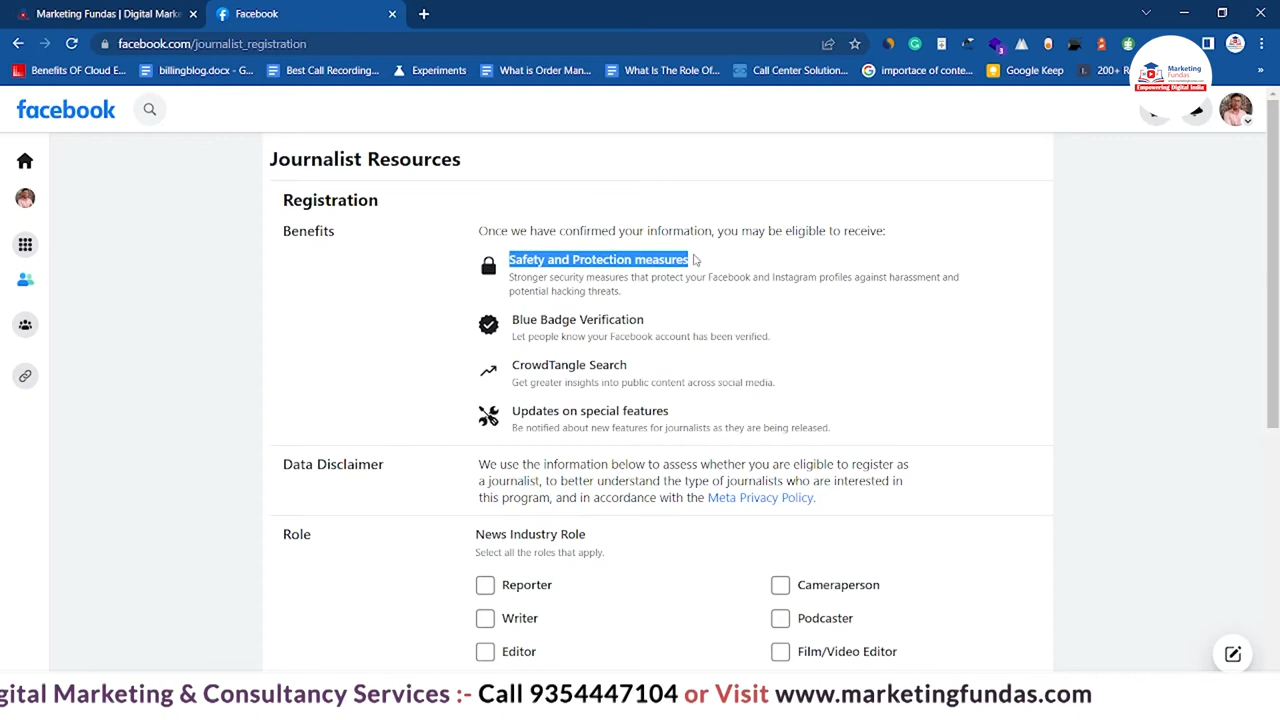 Marketing Fundas | Digital Marke
Facebook
facebook.com/journalist_registration
Benefits OF Cloud E...
billingblog.docx - G...
Best Call Recording...
Experiments
What is Order Man...
What Is The Role Of...
Call Center Solution...
importace of conte...
Google Keep
200+ R
Marketing
Fundas
Empowering Digital India
facebook
Journalist Resources
Registration
Benefits
Once we have confirmed your information, you may be eligible to receive:
Safety and Protection measures
Stronger security measures that protect your Facebook and Instagram profiles against harassment and
potential hacking threats.
Blue Badge Verification
Let people know your Facebook account has been verified.
CrowdTangle Search
Get greater insights into public content across social media.
Updates on special features
Be notified about new features for journalists as they are being released.
Data Disclaimer
We use the information below to assess whether you are eligible to register as
a journalist, to better understand the type of journalists who are interested in
this program, and in accordance with the Meta Privacy Policy.
Role
News Industry Role
Select all the roles that apply.
Reporter
Cameraperson
Writer
Podcaster
Editor
Film/Video Editor
gital Marketing & Consultancy Services :- Call 9354447104 or Visit www.marketingfundas.com